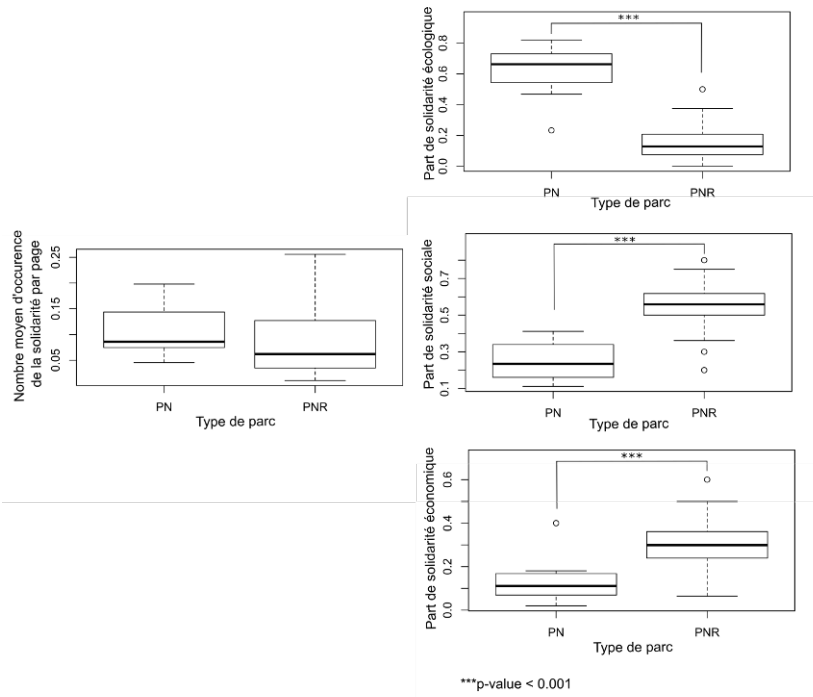 Nombre moyen d'occurence
de la solidarité par page
0.05
0.15
0.25
PN
PNR
Type de parc
Part de solidarité écologique
0.0
0.2
0.4
0.6
0.8
***
PN
PNR
Type de parc
Part de solidarité sociale
0.1
0.3
0.5
0.7
***
PN
PNR
Type de parc
Part de solidarité économique
0.0
0.2
0.4
0.6
***
PN
PNR
Type de parc
***p-value < 0.001